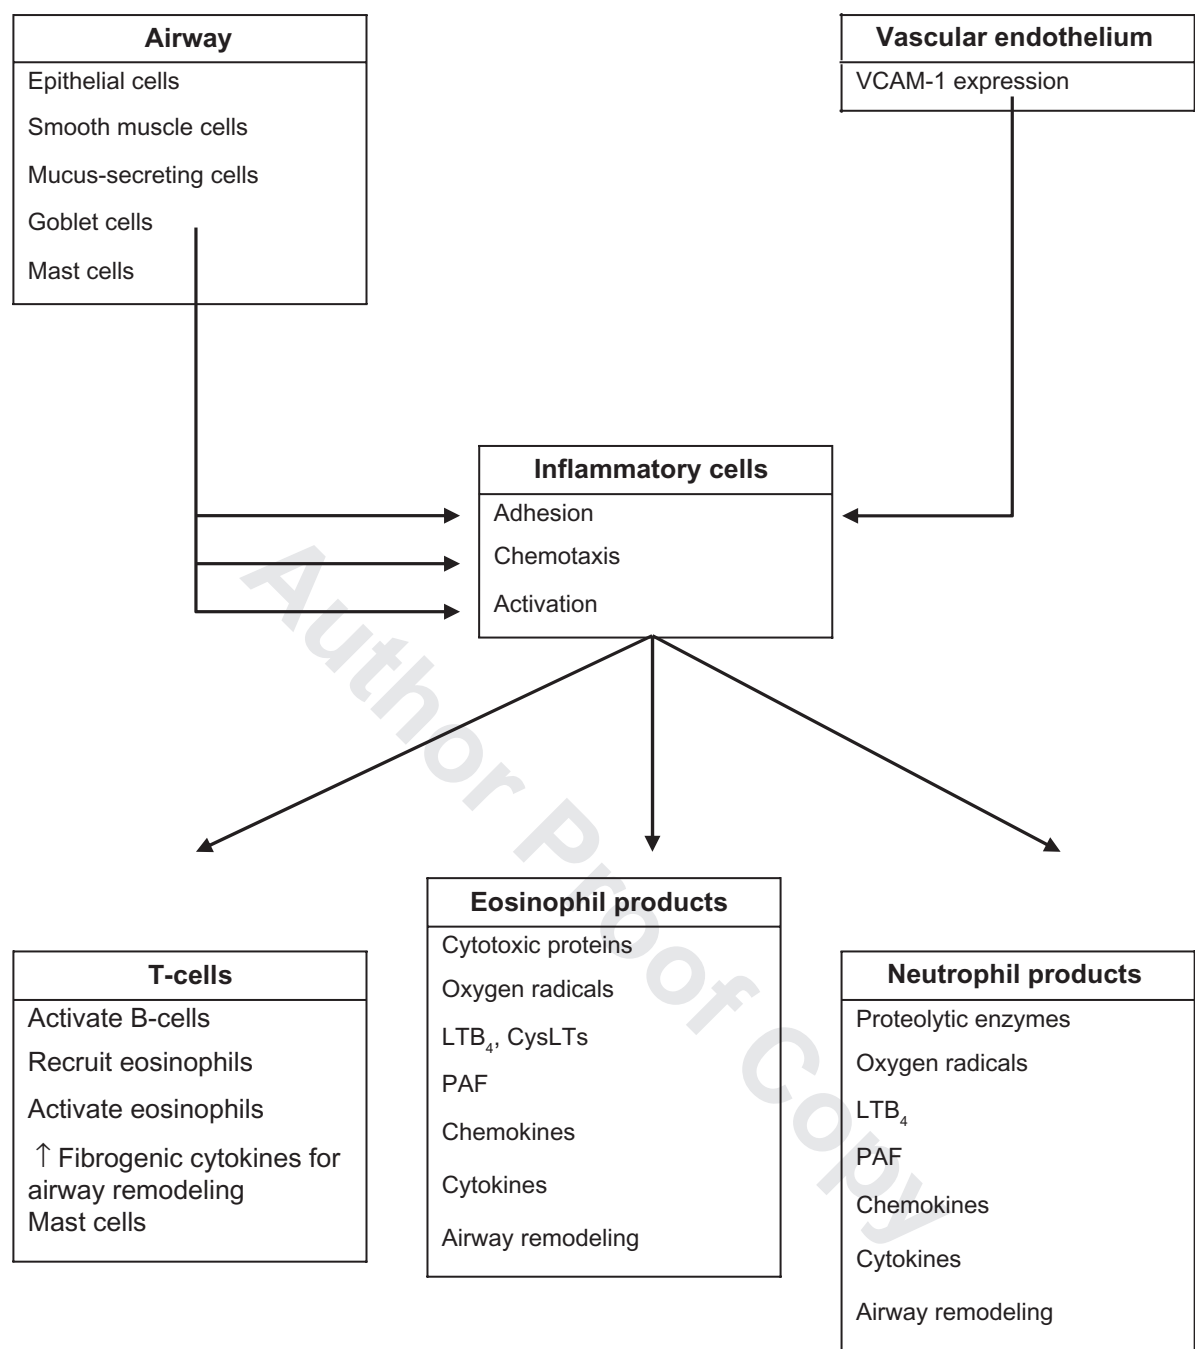 Airway
Epithelial cells
Smooth muscle cells
Mucus-secreting cells
Goblet cells
Mast cells
Vascular endothelium
VCAM-1 expression
Inflammatory cells
Adhesion
Chemotaxis
Activation
T-cells
Activate B-cells
Recruit eosinophils
Activate eosinophils
↑ Fibrogenic cytokines for
airway remodeling
Mast cells
Eosinophil products
Cytotoxic proteins
Oxygen radicals
LTB₄, CysLTs
PAF
Chemokines
Cytokines
Airway remodeling
Neutrophil products
Proteolytic enzymes
Oxygen radicals
LTB₄
PAF
Chemokines
Cytokines
Airway remodeling
Author Proof Copy